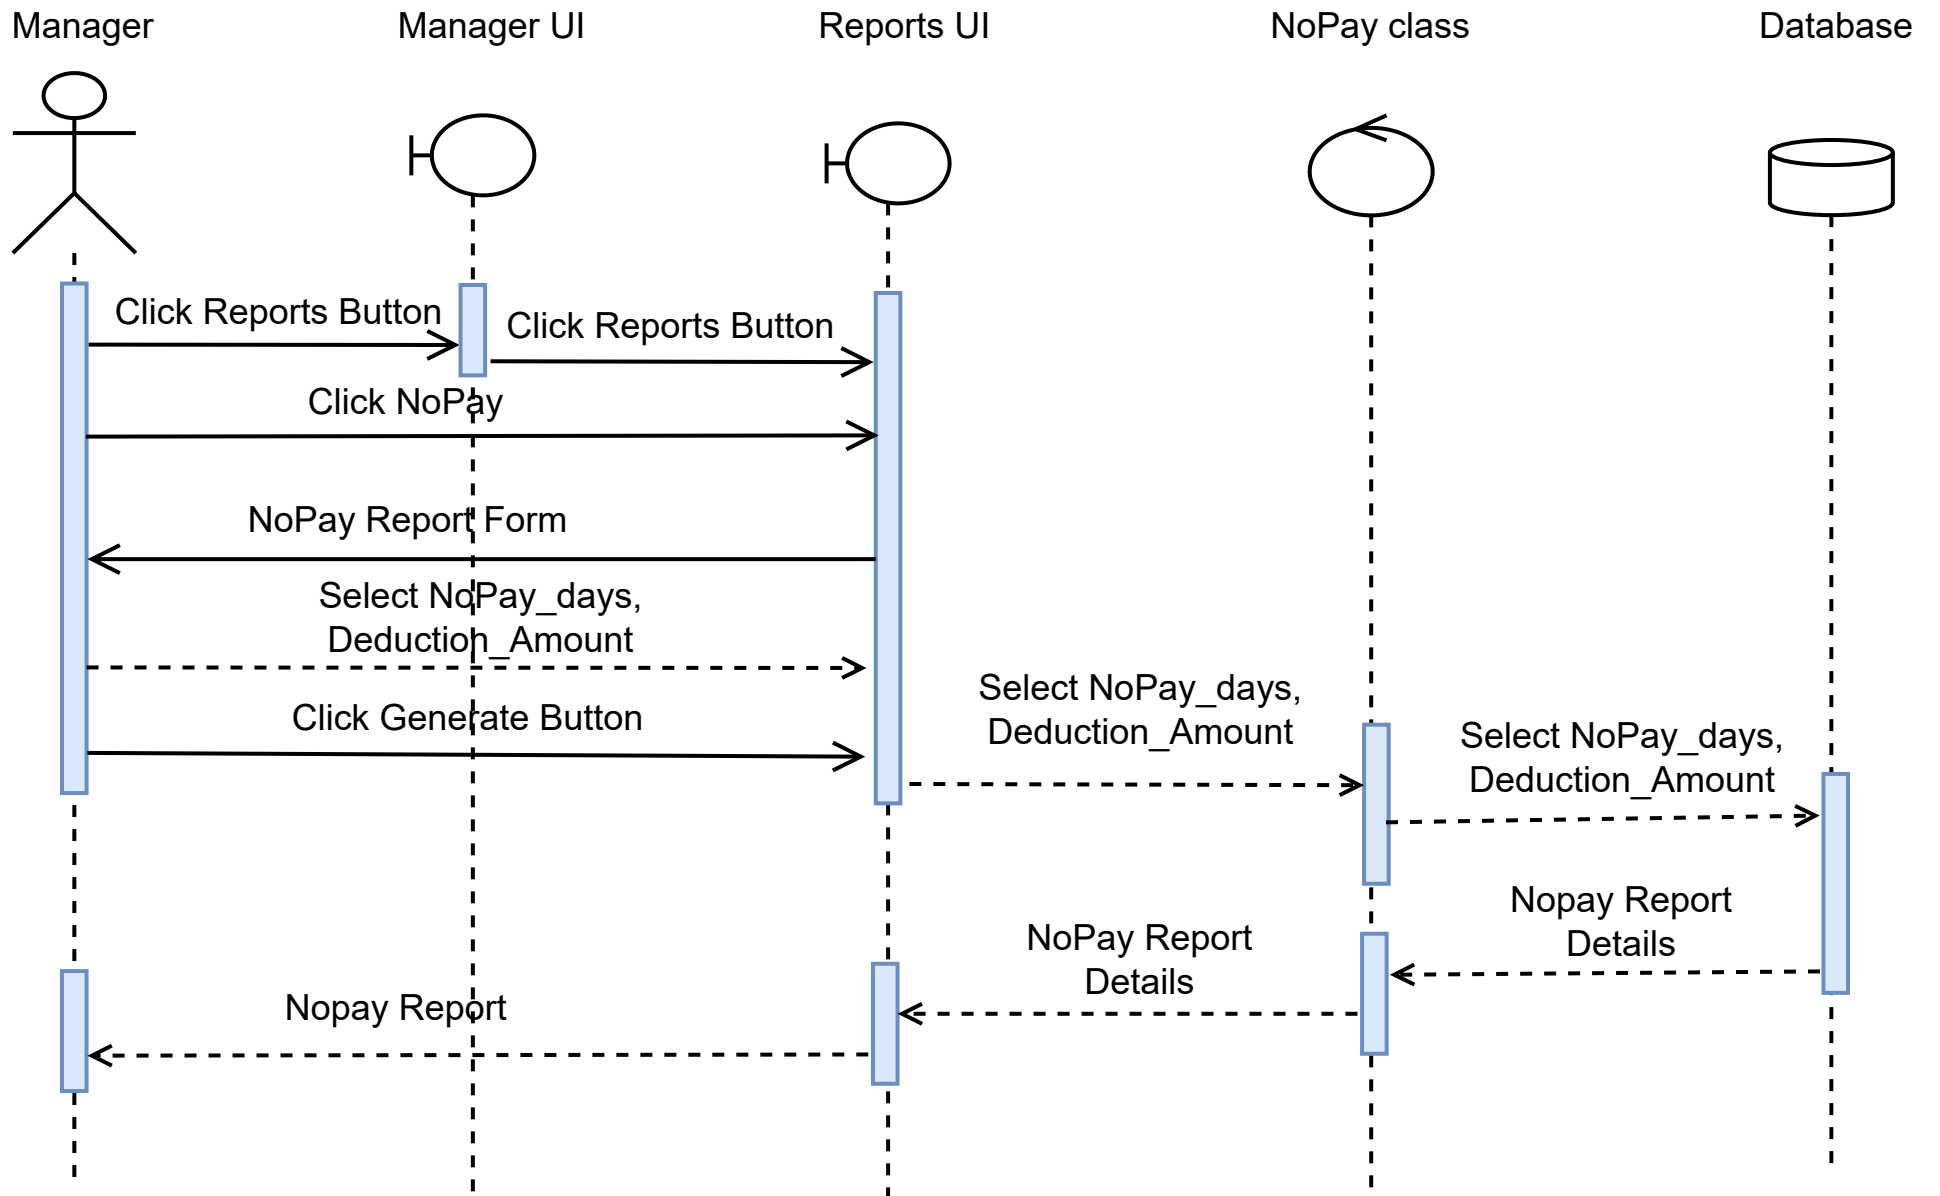 Manager
Manager UI
Reports UI
NoPay class
Database
Click Reports Button
Click Reports Button
Click NoPay
NoPay Report Form
Select NoPay_days,
Deduction_Amount
Click Generate Button
Select NoPay_days,
Deduction_Amount
Select NoPay_days,
Deduction_Amount
Nopay Report
Details
NoPay Report
Details
Nopay Report